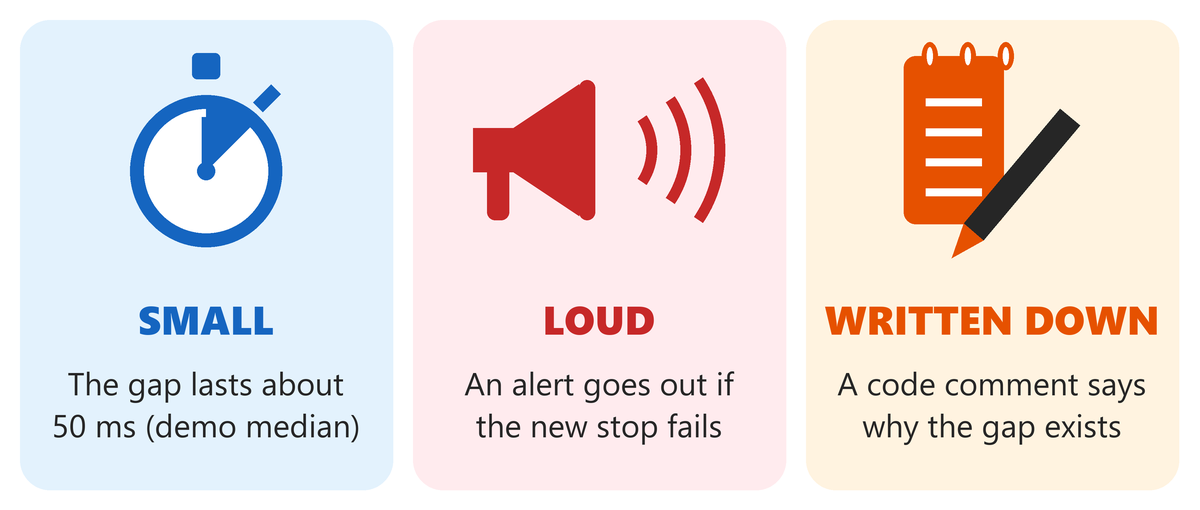 SMALL
The gap lasts about
50 ms (demo median)
LOUD
An alert goes out if
the new stop fails
WRITTEN DOWN
A code comment says
why the gap exists